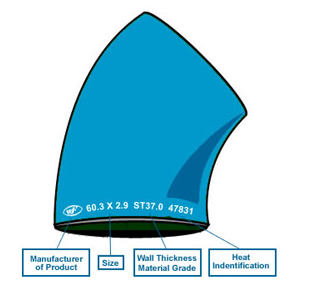 60.3 X 2.9 ST37.0 47831
Manufacturer
of Product
Size
Wall Thickness
Material Grade
Heat
Indentification